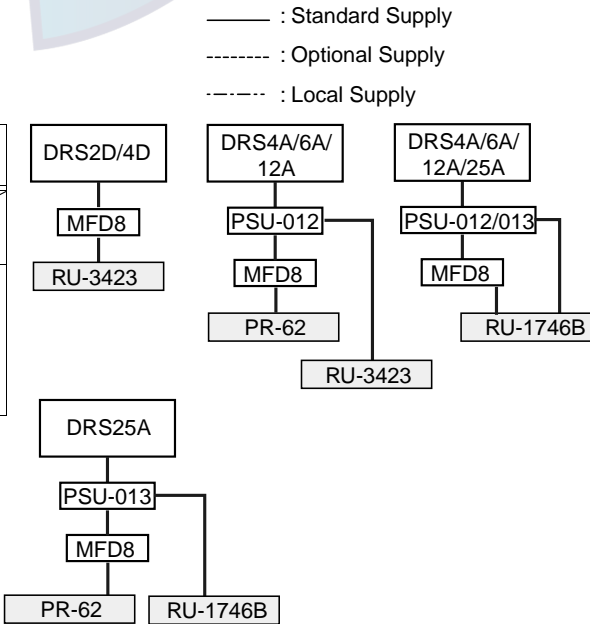 : Standard Supply
: Optional Supply
: Local Supply
DRS2D/4D
MFD8
RU-3423
DRS4A/6A/
12A
PSU-012
MFD8
PR-62
RU-3423
DRS4A/6A/
12A/25A
PSU-012/013
MFD8
RU-1746B
DRS25A
PSU-013
MFD8
PR-62
RU-1746B